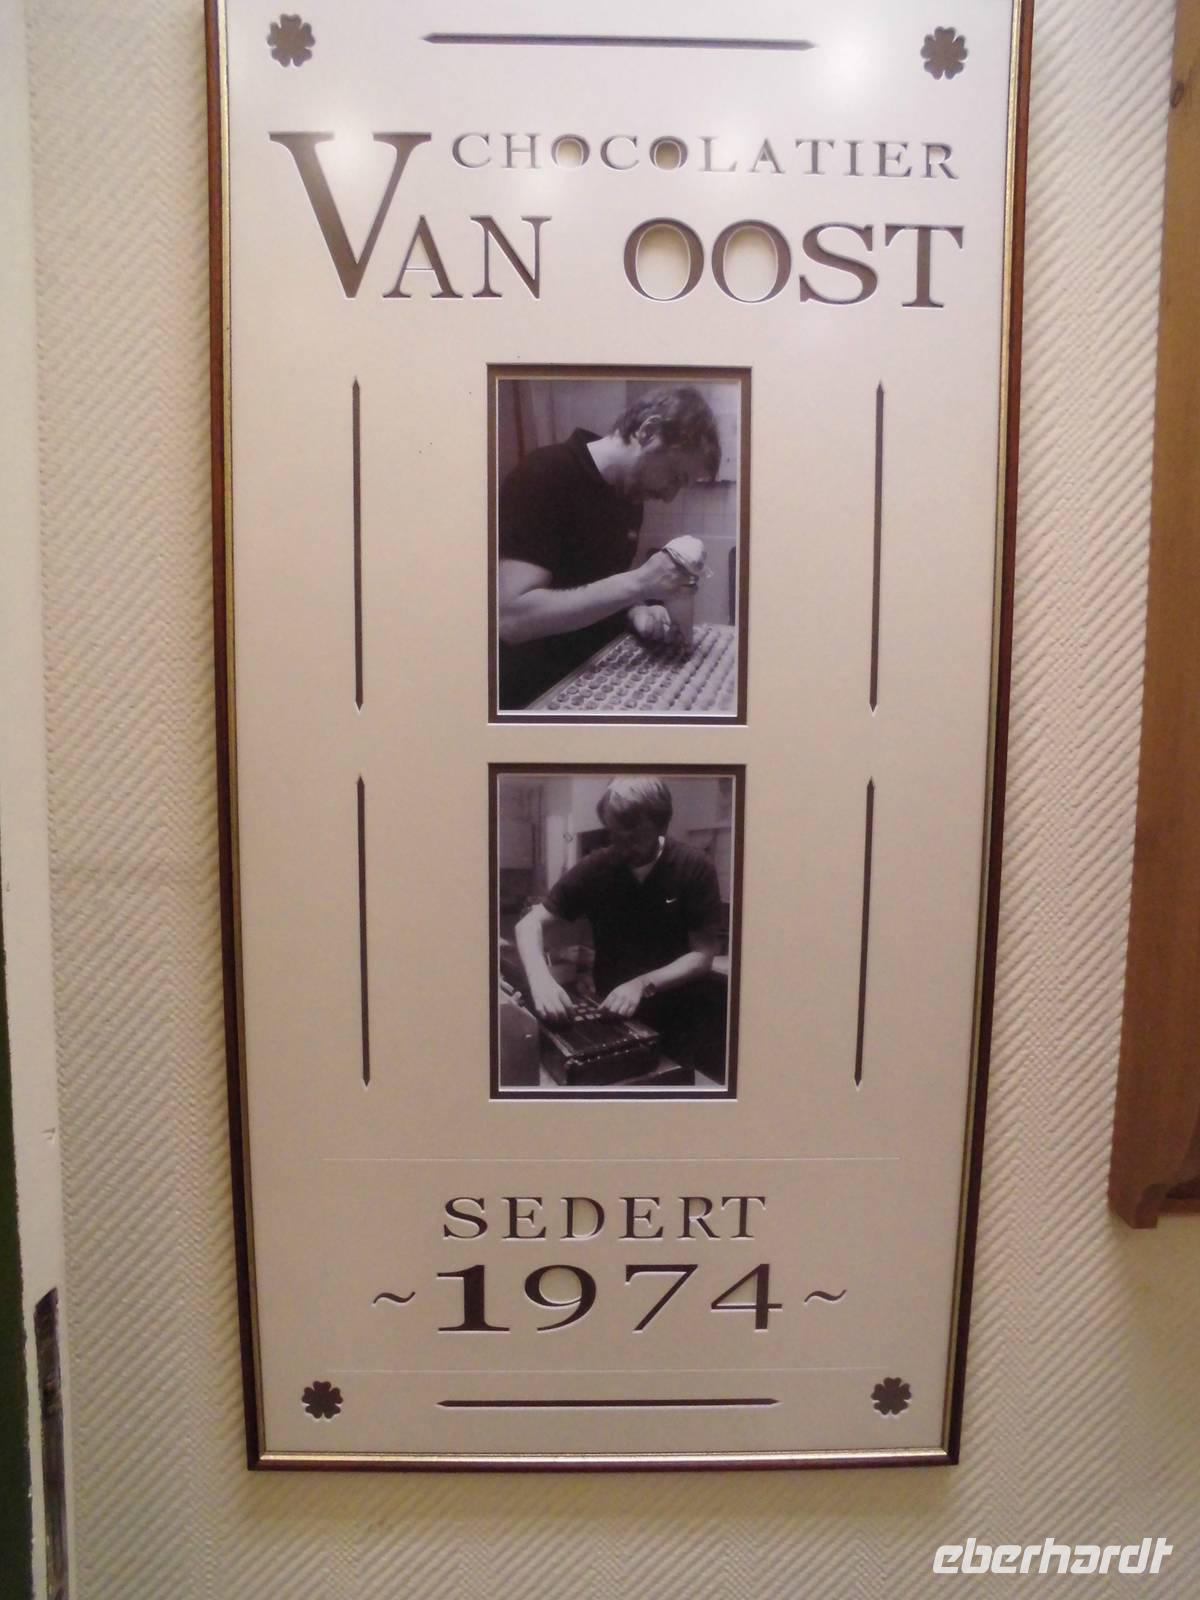 CHOCOLATIER
VAN OOST
SEDERT
~1974~
eberhardt